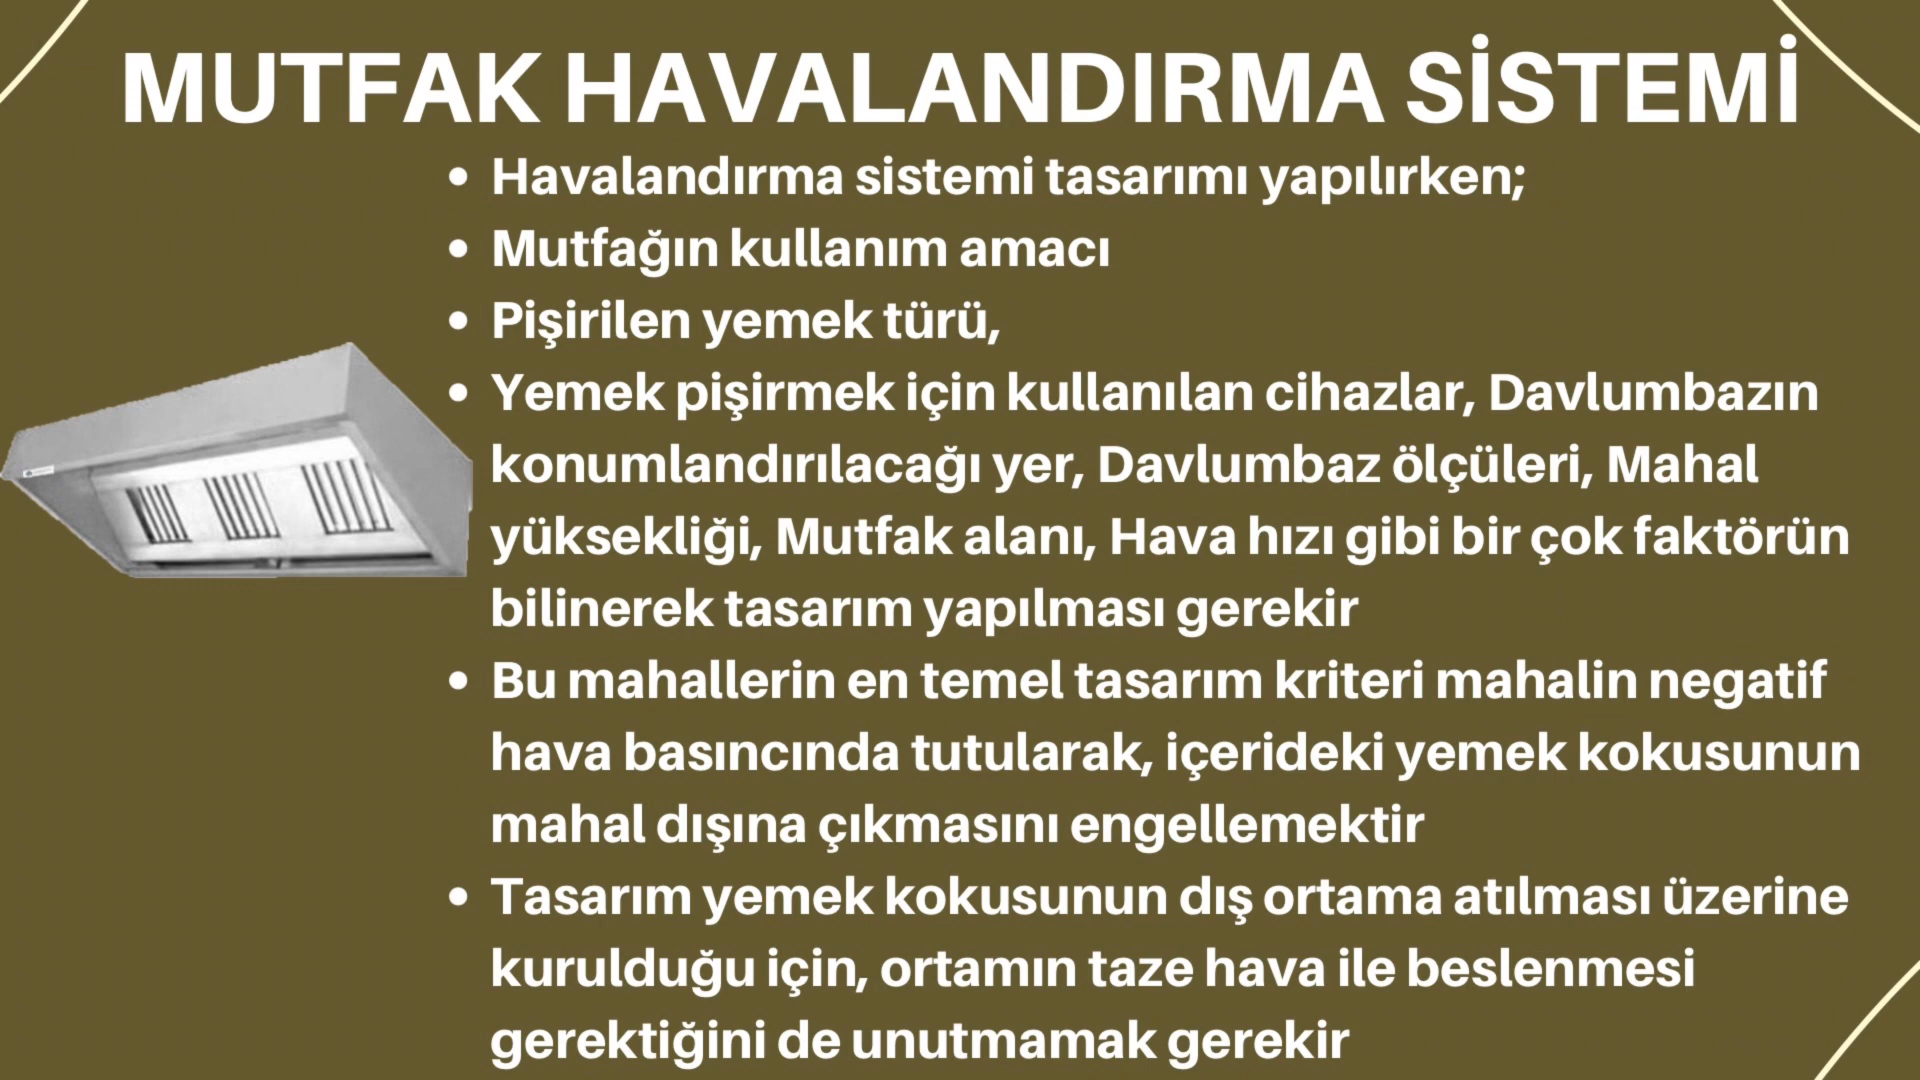 MUTFAK HAVALANDIRMA SİSTEMİ
• Havalandırma sistemi tasarımı yapılırken;
• Mutfağın kullanım amacı
• Pişirilen yemek türü,
• Yemek pişirmek için kullanılan cihazlar, Davlumbazın
konumlandırılacağı yer, Davlumbaz ölçüleri, Mahal
yüksekliği, Mutfak alanı, Hava hızı gibi bir çok faktörün
bilinerek tasarım yapılması gerekir
• Bu mahallerin en temel tasarım kriteri mahalin negatif
hava basıncında tutularak, içerideki yemek kokusunun
mahal dışına çıkmasını engellemektir
• Tasarım yemek kokusunun dış ortama atılması üzerine
kurulduğu için, ortamın taze hava ile beslenmesi
gerektiğini de unutmamak gerekir